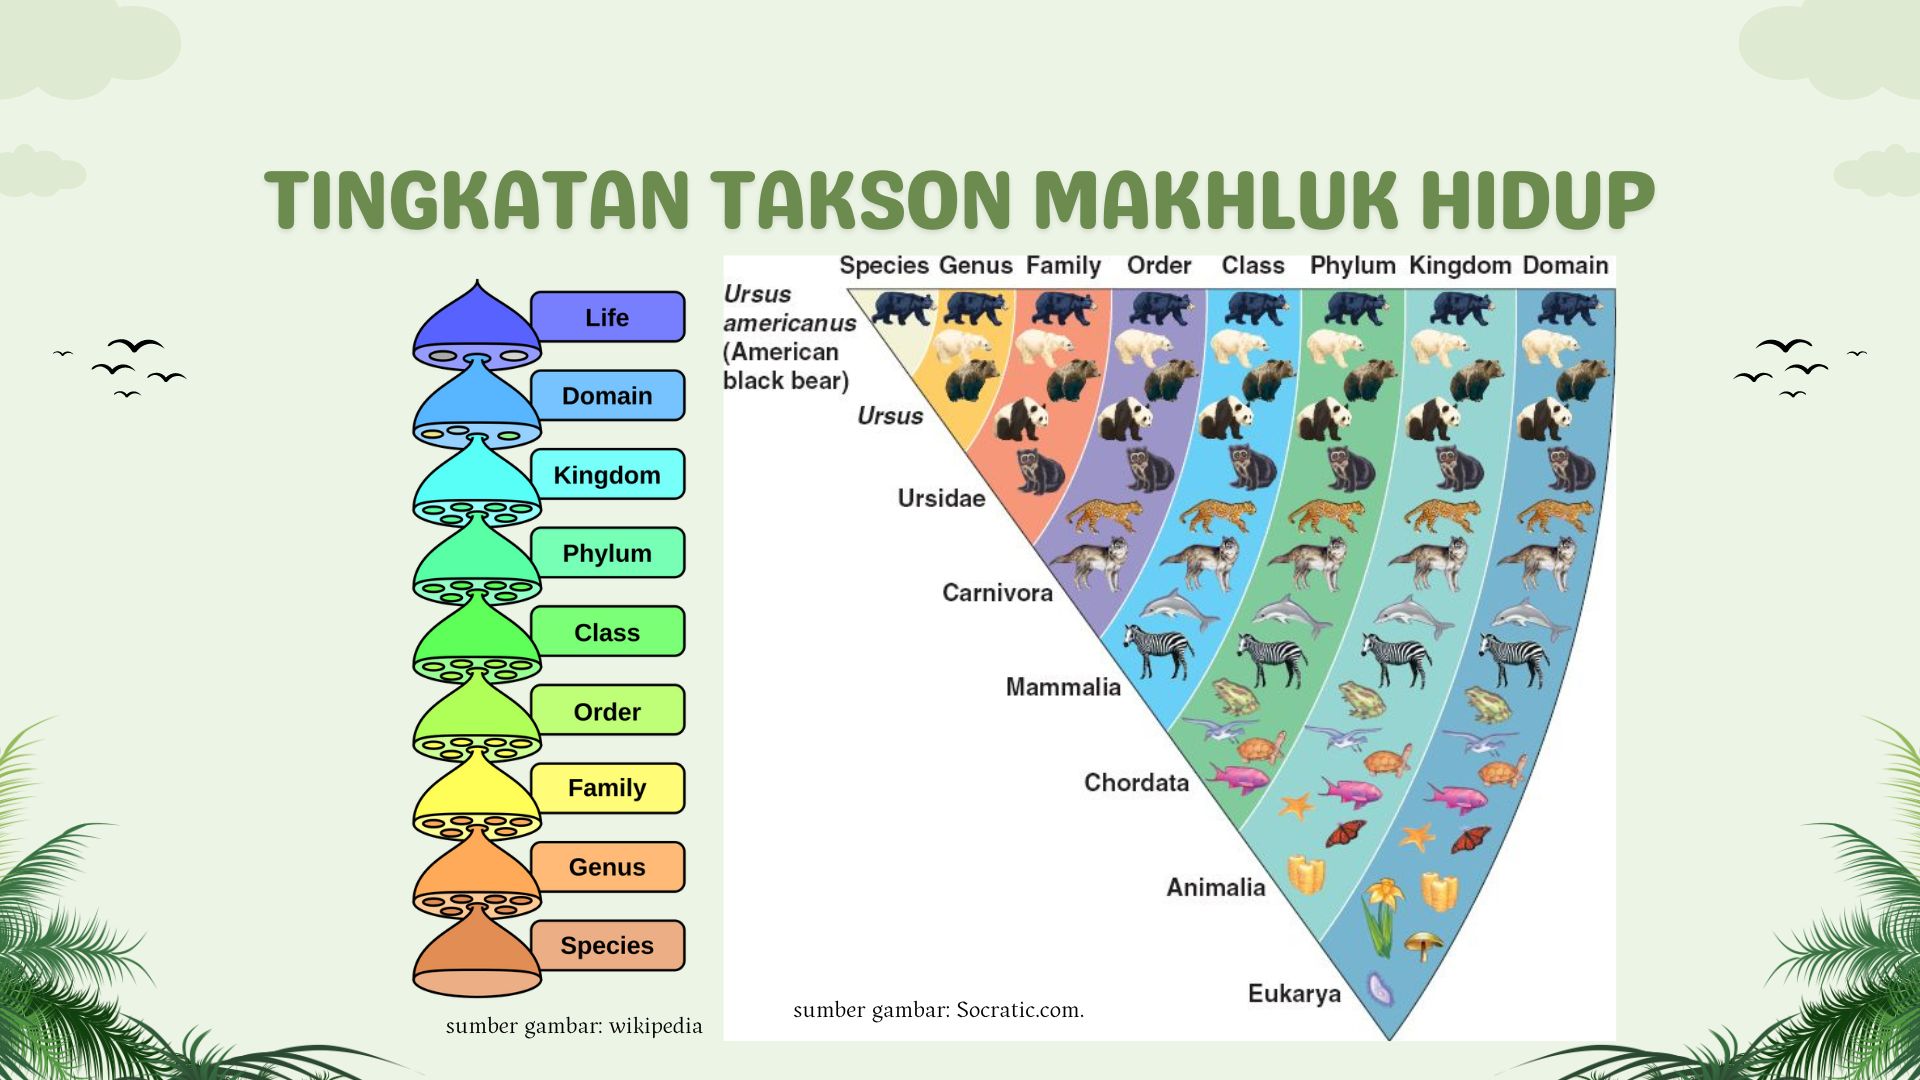 TINGKATAN TAKSON MAKHLUK HIDUP
Life
Domain
Kingdom
Phylum
Class
Order
Family
Genus
Species
sumber gambar: wikipedia
Species Genus Family Order Class Phylum Kingdom Domain
Ursus
americanus
(American
black bear)
Ursus
Ursidae
Carnivora
Mammalia
Chordata
Animalia
Eukarya
sumber gambar: Socratic.com.